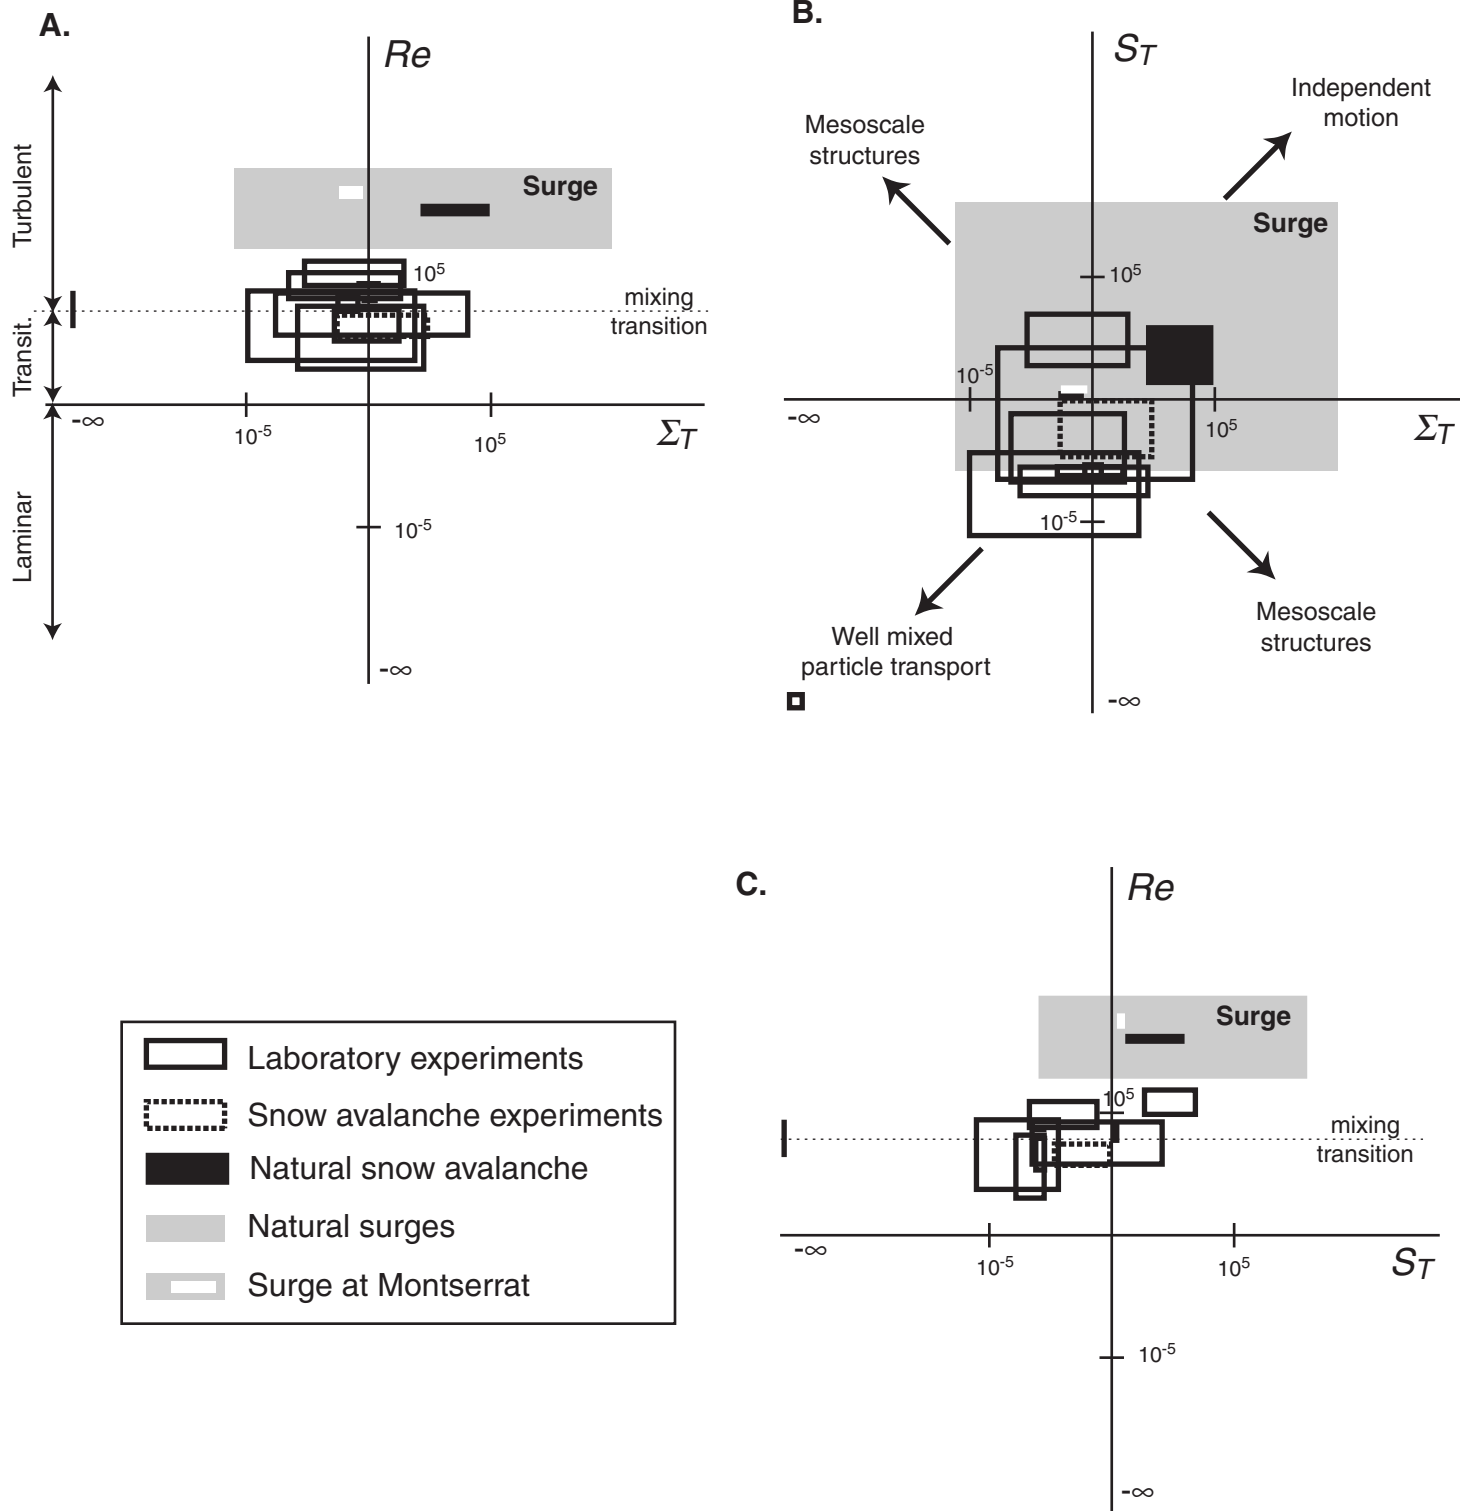 A.
Re
Turbulent
Transit.
Laminar
Surge
10^5
mixing
transition
-∞
10^-5
10^5
Σ_T
10^-5
-∞
B.
S_T
Independent
motion
Mesoscale
structures
Surge
10^5
10^-5
-∞
10^5
Σ_T
10^-5
Mesoscale
structures
Well mixed
particle transport
-∞
C.
Re
Surge
10^5
mixing
transition
-∞
10^-5
10^5
S_T
10^-5
-∞
Laboratory experiments
Snow avalanche experiments
Natural snow avalanche
Natural surges
Surge at Montserrat